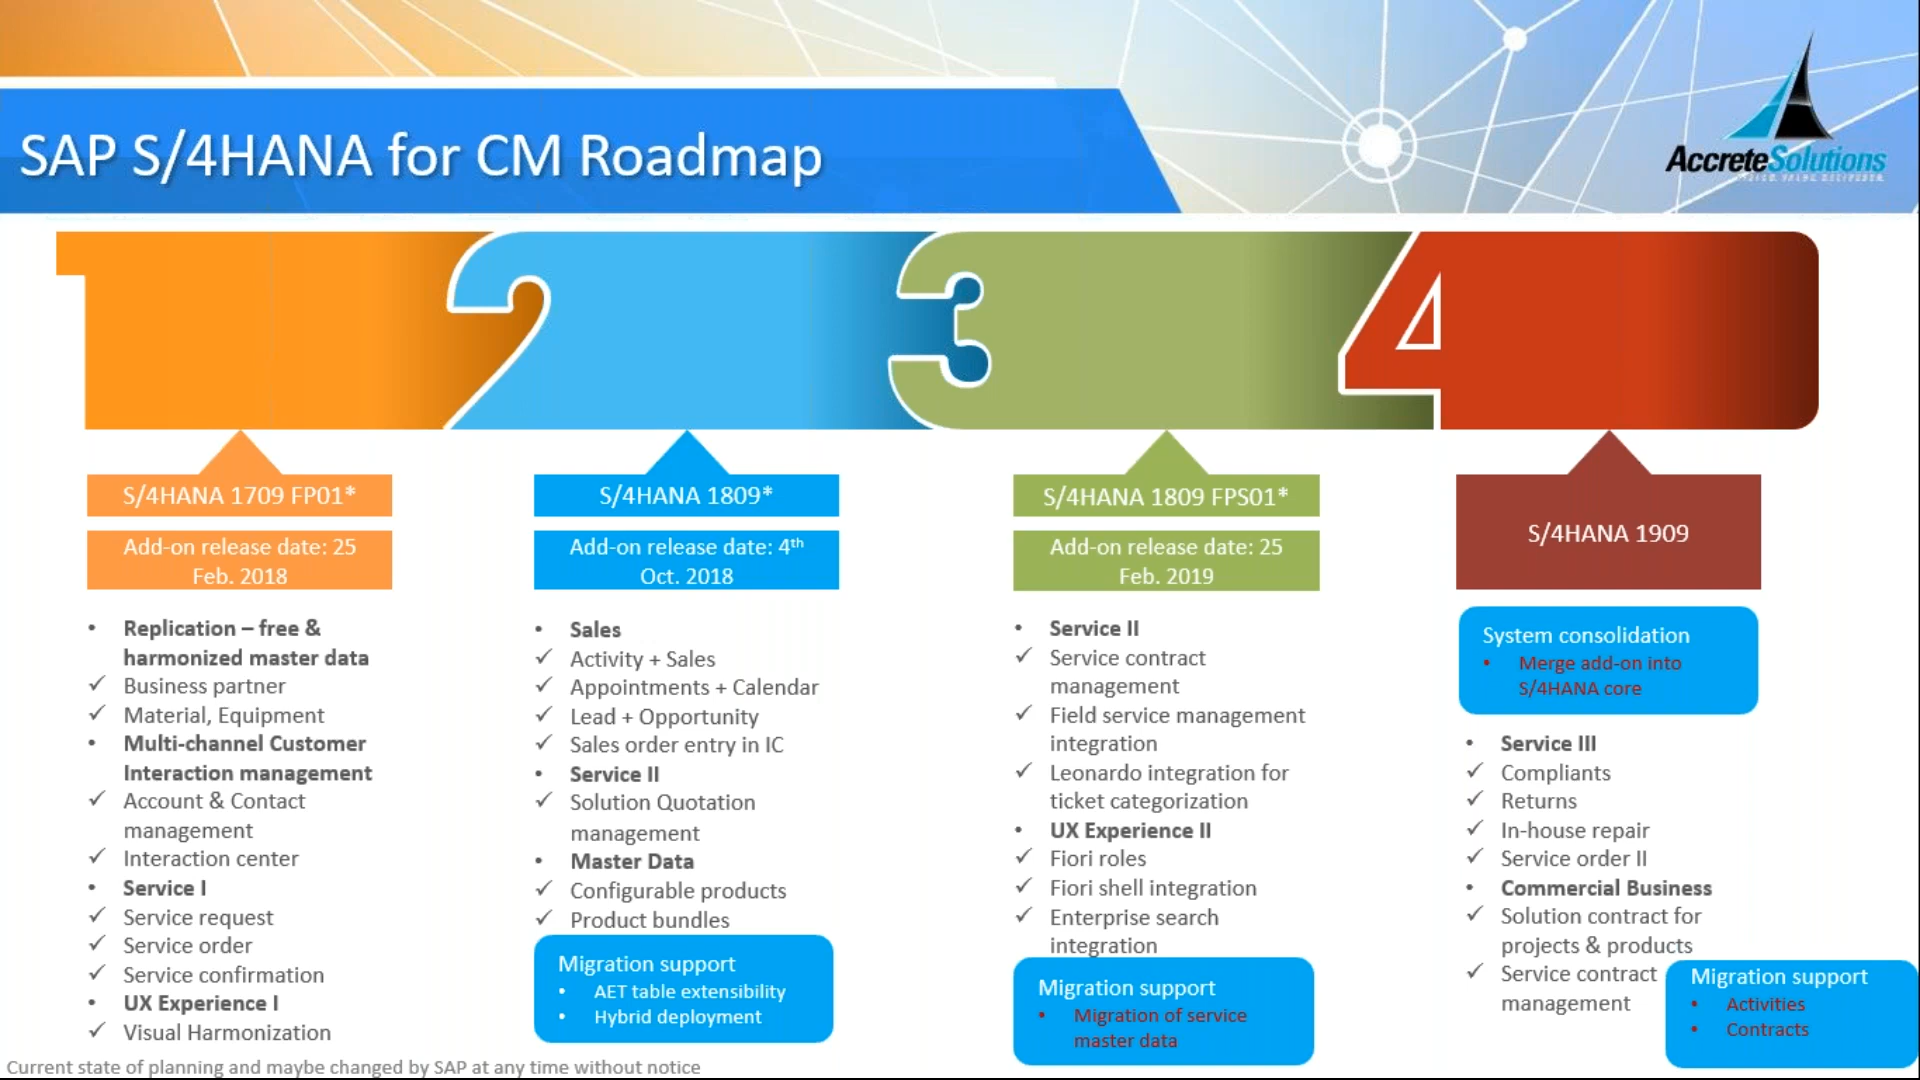 SAP S/4HANA for CM Roadmap
AccreteSolutions
1
2
3
4
S/4HANA 1709 FP01*
Add-on release date: 25
Feb. 2018
• Replication – free &
harmonized master data
✓ Business partner
✓ Material, Equipment
• Multi-channel Customer
Interaction management
✓ Account & Contact
management
✓ Interaction center
• Service I
✓ Service request
✓ Service order
✓ Service confirmation
• UX Experience I
✓ Visual Harmonization
S/4HANA 1809*
Add-on release date: 4th
Oct. 2018
• Sales
✓ Activity + Sales
✓ Appointments + Calendar
✓ Lead + Opportunity
✓ Sales order entry in IC
• Service II
✓ Solution Quotation
management
• Master Data
✓ Configurable products
✓ Product bundles
Migration support
• AET table extensibility
• Hybrid deployment
S/4HANA 1809 FPS01*
Add-on release date: 25
Feb. 2019
• Service II
✓ Service contract
management
✓ Field service management
integration
✓ Leonardo integration for
ticket categorization
• UX Experience II
✓ Fiori roles
✓ Fiori shell integration
✓ Enterprise search
integration
Migration support
• Migration of service
master data
S/4HANA 1909
System consolidation
• Merge add-on into
S/4HANA core
• Service III
✓ Compliants
✓ Returns
✓ In-house repair
✓ Service order II
• Commercial Business
✓ Solution contract for
projects & products
✓ Service contract
management
Migration support
• Activities
• Contracts
Current state of planning and maybe changed by SAP at any time without notice